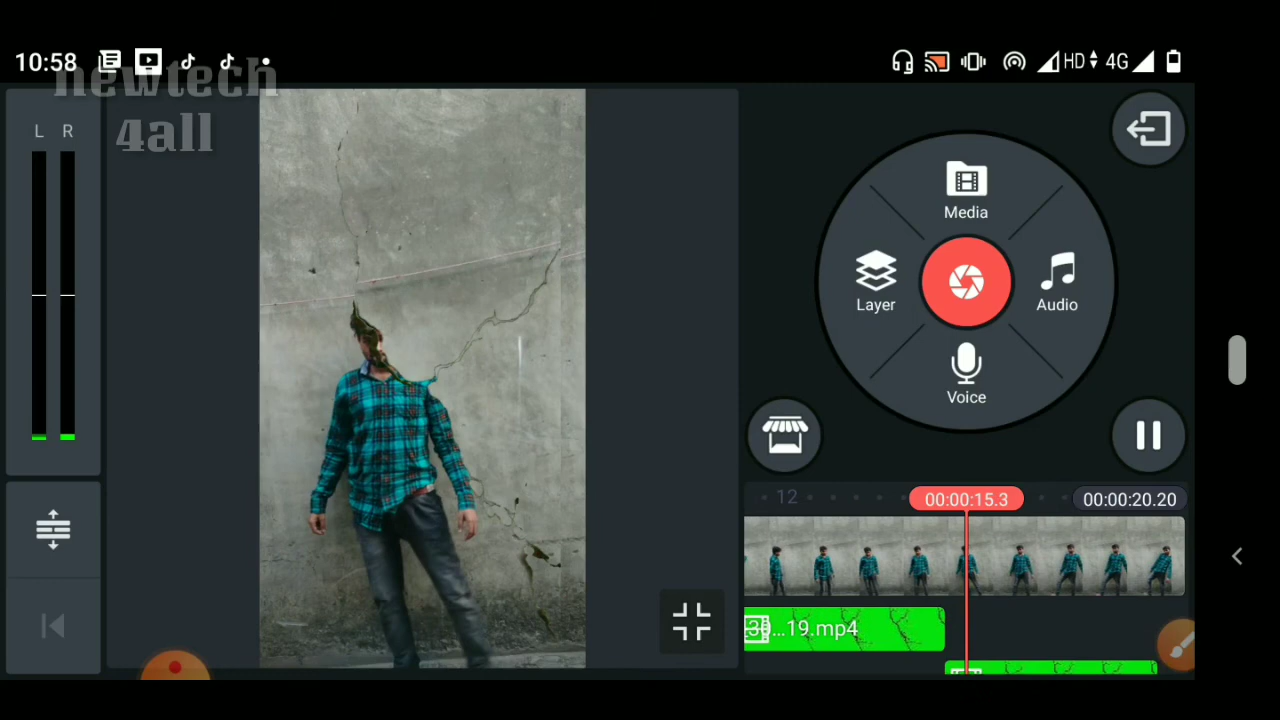 10:58
HD 4G
newtech
4all
L R
Media
Layer
Audio
Voice
12
00:00:15.3
00:00:20.20
30...19.mp4